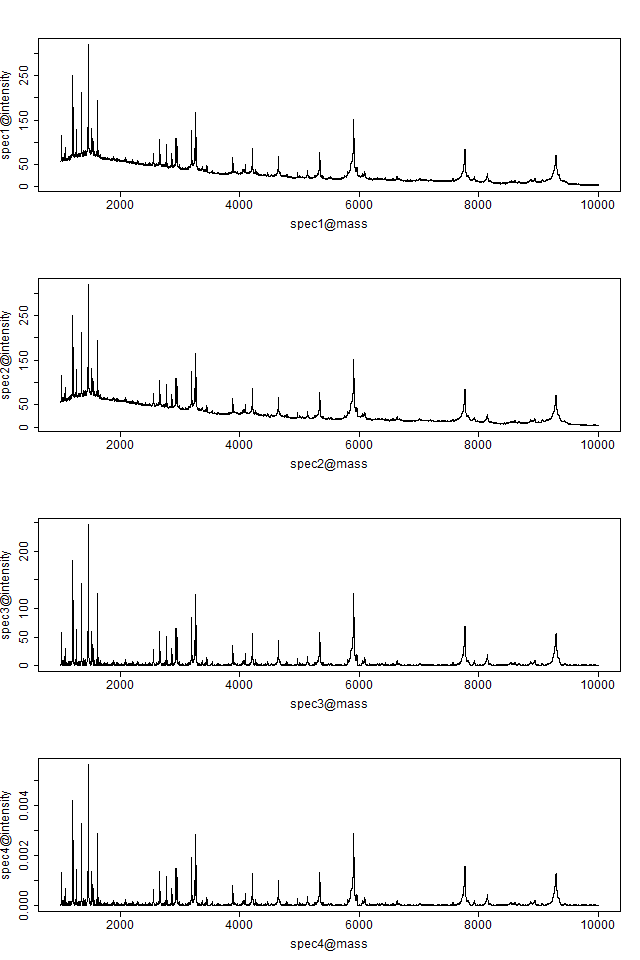 spec1@intensity
0 50 150 250
2000 4000 6000 8000 10000
spec1@mass
spec2@intensity
0 50 150 250
2000 4000 6000 8000 10000
spec2@mass
spec3@intensity
0 50 100 200
2000 4000 6000 8000 10000
spec3@mass
spec4@intensity
0.000 0.002 0.004
2000 4000 6000 8000 10000
spec4@mass